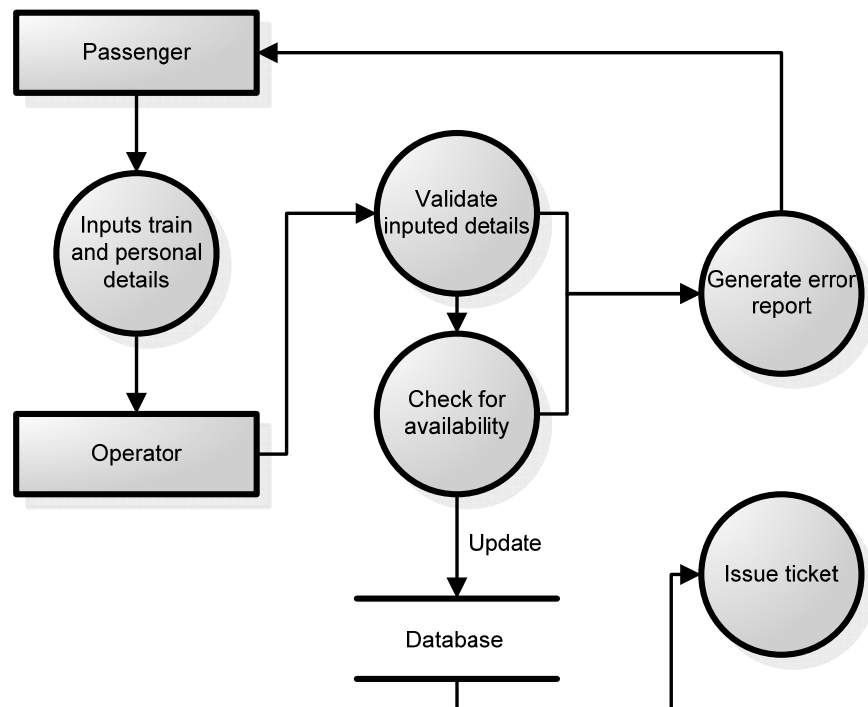 Passenger
Inputs train
and personal
details
Operator
Validate
inputed details
Check for
availability
Generate error
report
Update
Database
Issue ticket